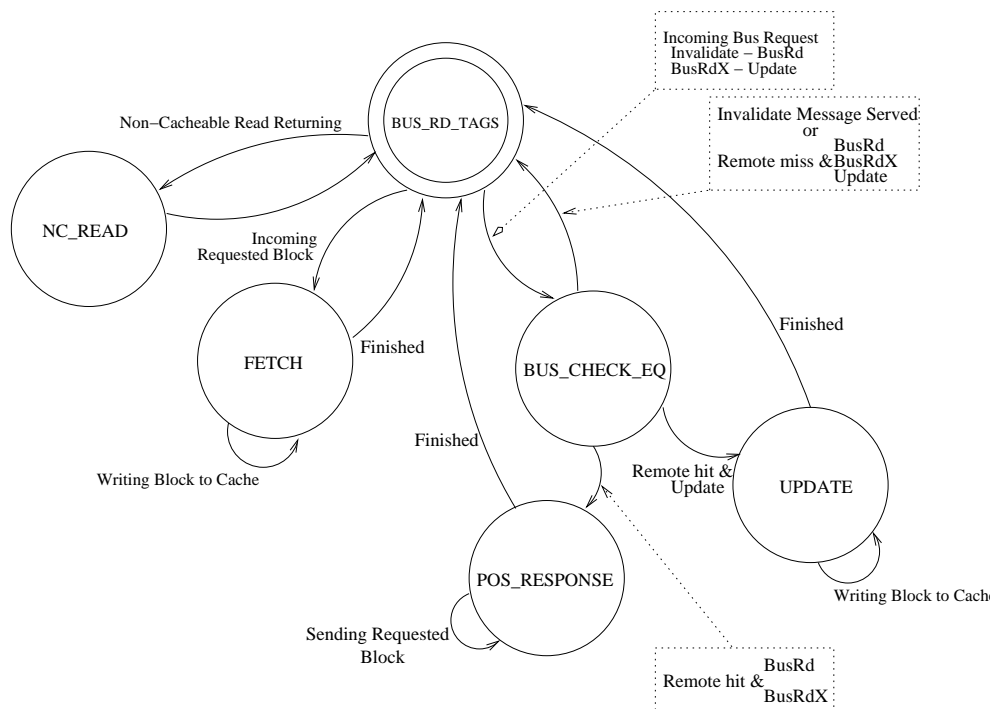 Incoming Bus Request
Invalidate – BusRd
BusRdX – Update
Invalidate Message Served
or
BusRd
Remote miss & BusRdX
Update
BUS_RD_TAGS
Non–Cacheable Read Returning
NC_READ
Incoming
Requested Block
FETCH
Finished
Writing Block to Cache
BUS_CHECK_EQ
Finished
Finished
Remote hit &
Update
UPDATE
Writing Block to Cache
POS_RESPONSE
Sending Requested
Block
BusRd
Remote hit &
BusRdX